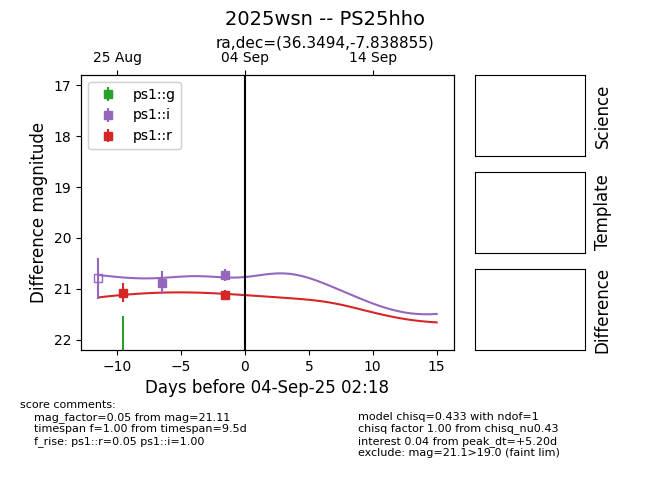 2025wsn -- PS25hho
ra,dec=(36.3494,-7.838855)
25 Aug 04 Sep 14 Sep
ps1::g
ps1::i
ps1::r
17
18
19
20
21
22
Difference magnitude
−10 −5 0 5 10 15
Days before 04-Sep-25 02:18
Science
Template
Difference
score comments:
mag_factor=0.05 from mag=21.11
timespan f=1.00 from timespan=9.5d
f_rise: ps1::r=0.05 ps1::i=1.00
model chisq=0.433 with ndof=1
chisq factor 1.00 from chisq_nu0.43
interest 0.04 from peak_dt=+5.20d
exclude: mag=21.1>19.0 (faint lim)